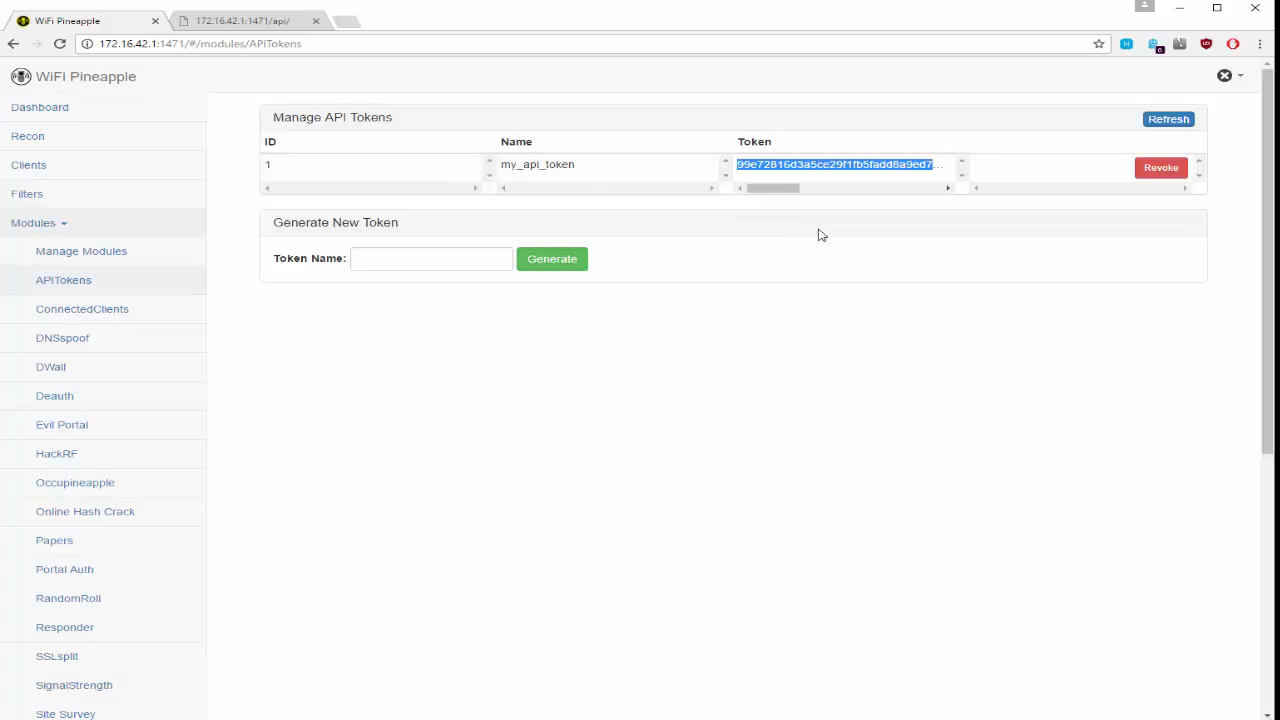 WiFi Pineapple
172.16.42.1:1471/api/
172.16.42.1:1471/#/modules/APITokens
WiFi Pineapple
Dashboard
Recon
Clients
Filters
Modules
Manage Modules
APITokens
ConnectedClients
DNSspoof
DWall
Deauth
Evil Portal
HackRF
Occupineapple
Online Hash Crack
Papers
Portal Auth
RandomRoll
Responder
SSLsplit
SignalStrength
Site Survey
Manage API Tokens
Refresh
ID Name Token
1 my_api_token 99e72816d3a5ce29f1fb5fadd8a9ed7... Revoke
Generate New Token
Token Name: Generate